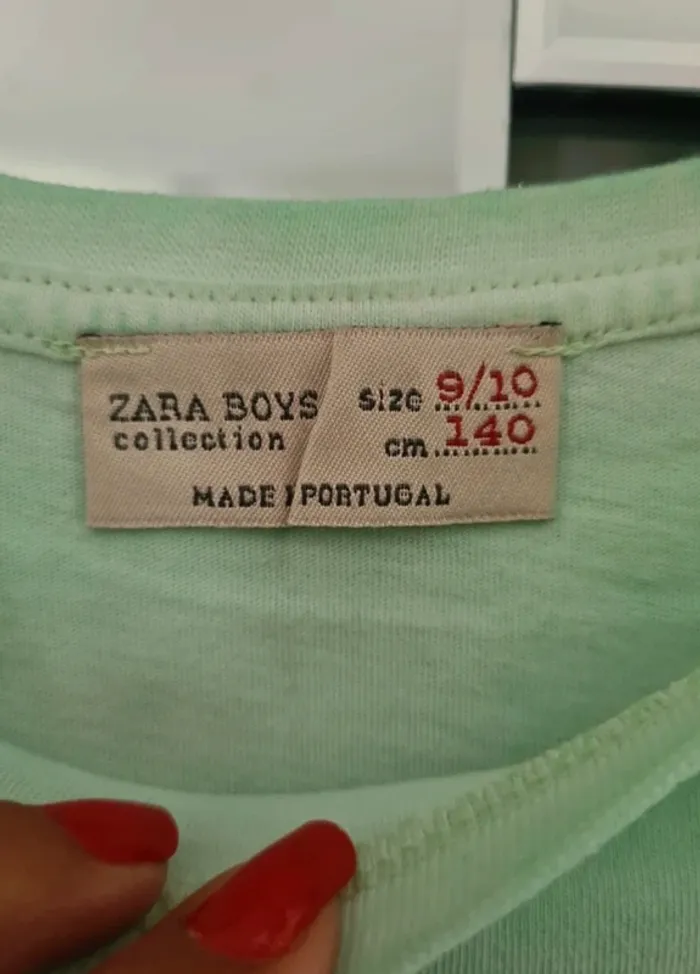 ZARA BOYS
collection
size 9/10
cm 140
MADE PORTUGAL